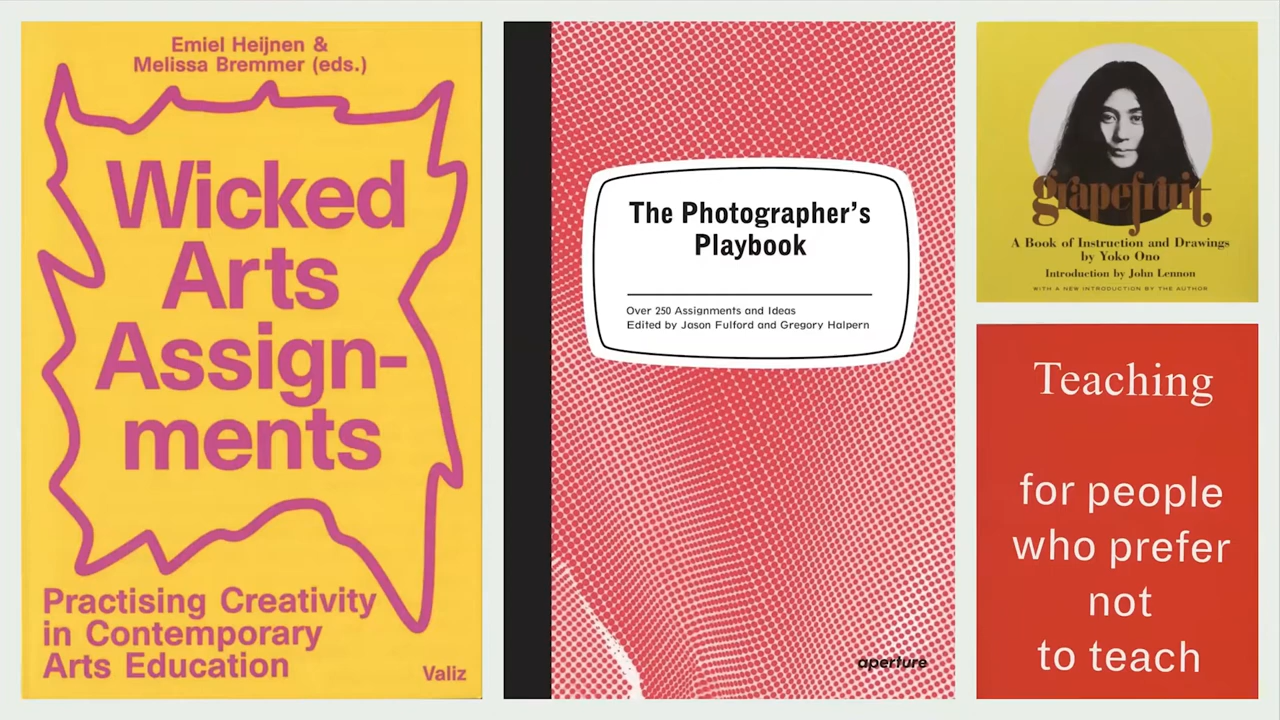 Emiel Heijnen &
Melissa Bremmer (eds.)
Wicked
Arts
Assign-
ments
Practising Creativity
in Contemporary
Arts Education
Valiz
The Photographer's
Playbook
Over 250 Assignments and Ideas
Edited by Jason Fulford and Gregory Halpern
aperture
grapefruit
A Book of Instruction and Drawings
by Yoko Ono
Introduction by John Lennon
WITH A NEW INTRODUCTION BY THE AUTHOR
Teaching
for people
who prefer
not
to teach